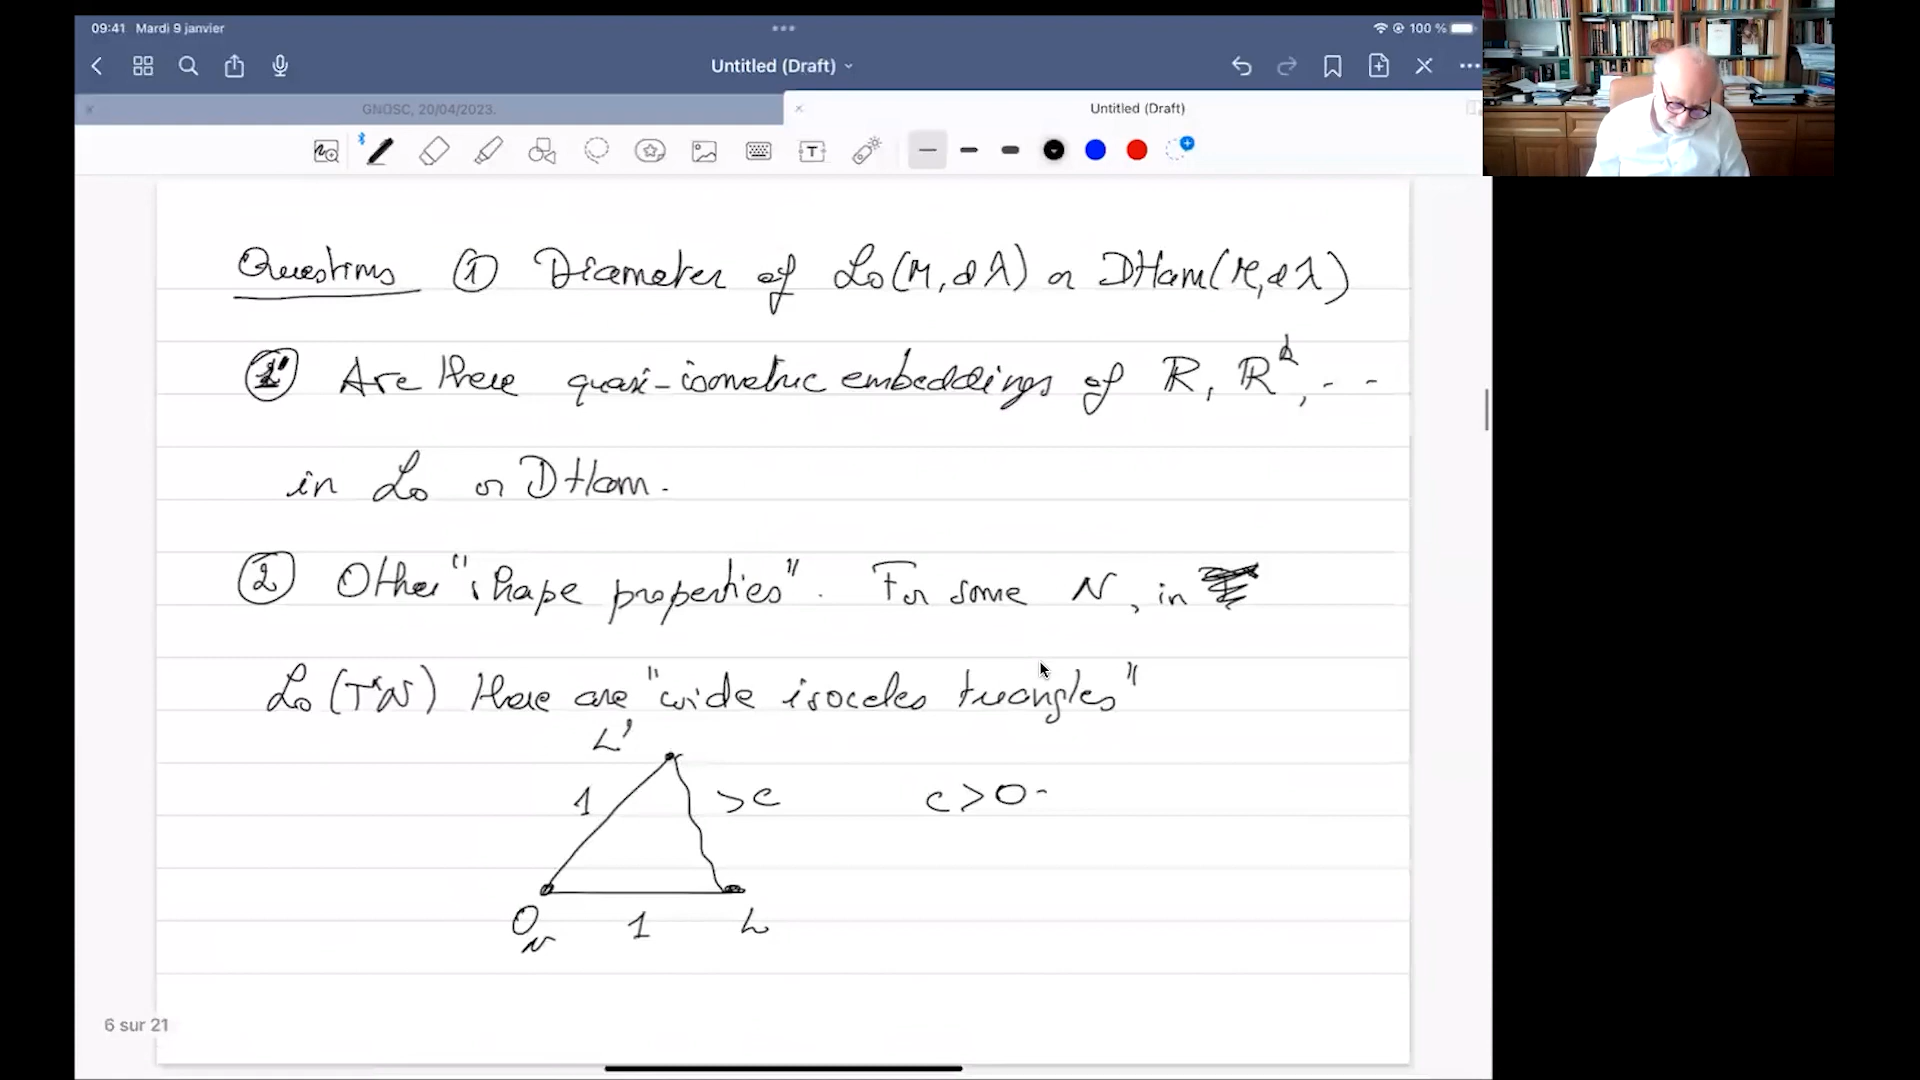 09:41 Mardi 9 janvier
100 %
Untitled (Draft)
GNOSC, 20/04/2023.
Untitled (Draft)
Questions ① Diameter of 𝓛₀(M, dλ) or DHam(M, dλ)
①' Are there quasi-isometric embeddings of ℝ, ℝᵏ, - -
in 𝓛₀ or DHam.
② Other "shape properties". For some N, in
𝓛₀(T*N) there are "wide isoceles triangles"
L'
1 >c c>0-
O_N 1 L
6 sur 21